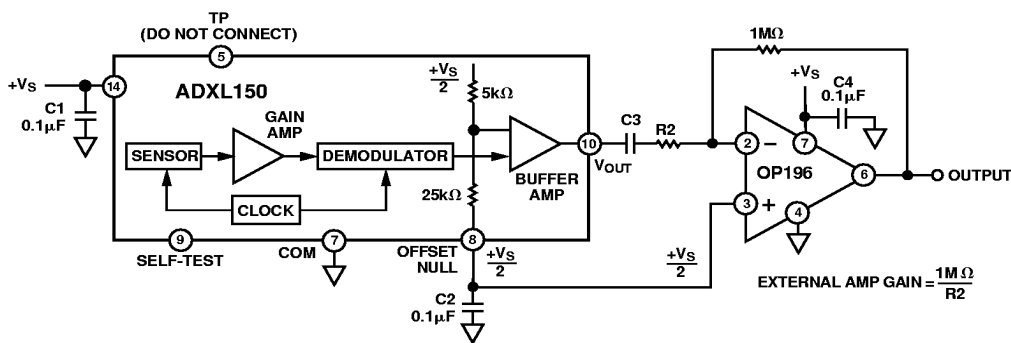 TP
(DO NOT CONNECT)
5
+VS
14
C1
0.1µF
ADXL150
GAIN
AMP
SENSOR
DEMODULATOR
CLOCK
+VS
2
5kΩ
25kΩ
BUFFER
AMP
10
VOUT
9
SELF-TEST
COM
7
OFFSET
NULL
8
+VS
2
C2
0.1µF
C3
R2
1MΩ
+VS
C4
0.1µF
2
−
7
OP196
3
+
4
6
OUTPUT
+VS
2
EXTERNAL AMP GAIN = 1MΩ
R2